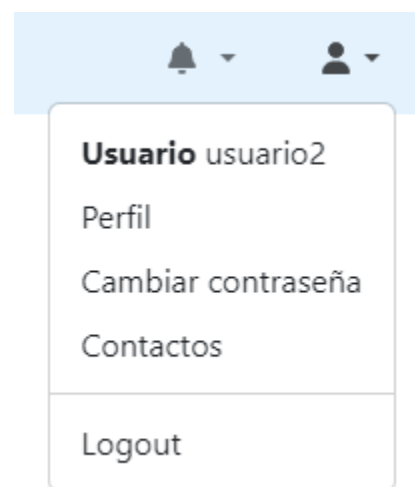 Usuario usuario2
Perfil
Cambiar contraseña
Contactos
Logout